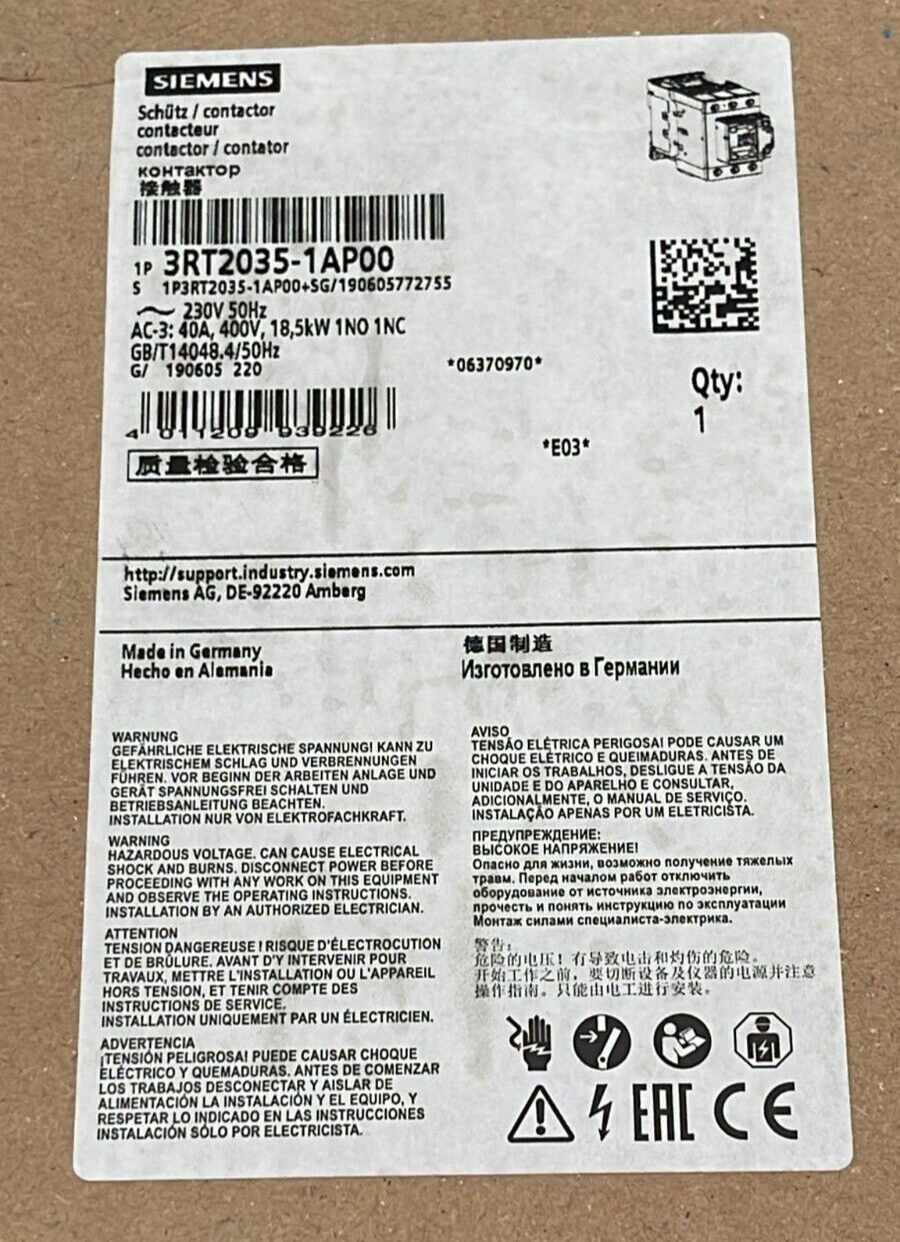 SIEMENS
Schütz / contactor
contacteur
contactor / contator
контактор
接触器
1P 3RT2035-1AP00
S 1P3RT2035-1AP00+SG/190605772755
~ 230V 50Hz
AC-3: 40A, 400V, 18,5kW 1NO 1NC
GB/T14048.4/50Hz
G/ 190605 220
*06370970*
Qty:
1
4 011209 939226
*E03*
质量检验合格
http://support.industry.siemens.com
Siemens AG, DE-92220 Amberg
Made in Germany
Hecho en Alemania
德国制造
Изготовлено в Германии
WARNUNG
GEFÄHRLICHE ELEKTRISCHE SPANNUNG! KANN ZU
ELEKTRISCHEM SCHLAG UND VERBRENNUNGEN
FÜHREN. VOR BEGINN DER ARBEITEN ANLAGE UND
GERÄT SPANNUNGSFREI SCHALTEN UND
BETRIEBSANLEITUNG BEACHTEN.
INSTALLATION NUR VON ELEKTROFACHKRAFT.
WARNING
HAZARDOUS VOLTAGE. CAN CAUSE ELECTRICAL
SHOCK AND BURNS. DISCONNECT POWER BEFORE
PROCEEDING WITH ANY WORK ON THIS EQUIPMENT
AND OBSERVE THE OPERATING INSTRUCTIONS.
INSTALLATION BY AN AUTHORIZED ELECTRICIAN.
ATTENTION
TENSION DANGEREUSE ! RISQUE D'ÉLECTROCUTION
ET DE BRÛLURE. AVANT D'Y INTERVENIR POUR
TRAVAUX, METTRE L'INSTALLATION OU L'APPAREIL
HORS TENSION, ET TENIR COMPTE DES
INSTRUCTIONS DE SERVICE.
INSTALLATION UNIQUEMENT PAR UN ÉLECTRICIEN.
ADVERTENCIA
¡TENSIÓN PELIGROSA! PUEDE CAUSAR CHOQUE
ELÉCTRICO Y QUEMADURAS. ANTES DE COMENZAR
LOS TRABAJOS DESCONECTAR Y AISLAR DE
ALIMENTACIÓN LA INSTALACIÓN Y EL EQUIPO, Y
RESPETAR LO INDICADO EN LAS INSTRUCCIONES
INSTALACIÓN SÓLO POR ELECTRICISTA.
AVISO
TENSÃO ELÉTRICA PERIGOSA! PODE CAUSAR UM
CHOQUE ELÉTRICO E QUEIMADURAS. ANTES DE
INICIAR OS TRABALHOS, DESLIGUE A TENSÃO DA
UNIDADE E DO APARELHO E CONSULTAR,
ADICIONALMENTE, O MANUAL DE SERVIÇO.
INSTALAÇÃO APENAS POR UM ELETRICISTA.
ПРЕДУПРЕЖДЕНИЕ:
ВЫСОКОЕ НАПРЯЖЕНИЕ!
Опасно для жизни, возможно получение тяжелых
травм. Перед началом работ отключить
оборудование от источника электроэнергии,
прочесть и понять инструкцию по эксплуатации
Монтаж силами специалиста-электрика.
警告：
危险的电压！有导致电击和灼伤的危险。
开始工作之前，要切断设备及仪器的电源并注意
操作指南。只能由电工进行安装。
EAC CE